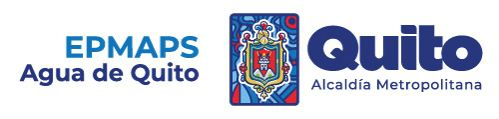 EPMAPS
Agua de Quito
Quito
Alcaldía Metropolitana